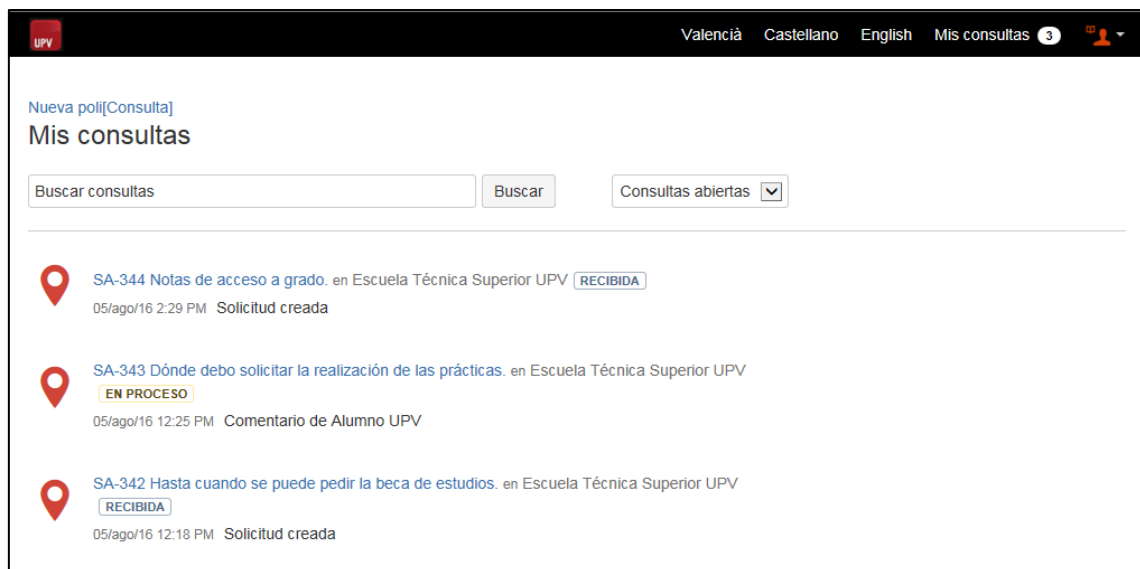 UPV Valencià Castellano English Mis consultas 3
Nueva poli[Consulta]
Mis consultas
Buscar consultas Buscar Consultas abiertas
SA-344 Notas de acceso a grado. en Escuela Técnica Superior UPV RECIBIDA
05/ago/16 2:29 PM Solicitud creada
SA-343 Dónde debo solicitar la realización de las prácticas. en Escuela Técnica Superior UPV
EN PROCESO
05/ago/16 12:25 PM Comentario de Alumno UPV
SA-342 Hasta cuando se puede pedir la beca de estudios. en Escuela Técnica Superior UPV
RECIBIDA
05/ago/16 12:18 PM Solicitud creada